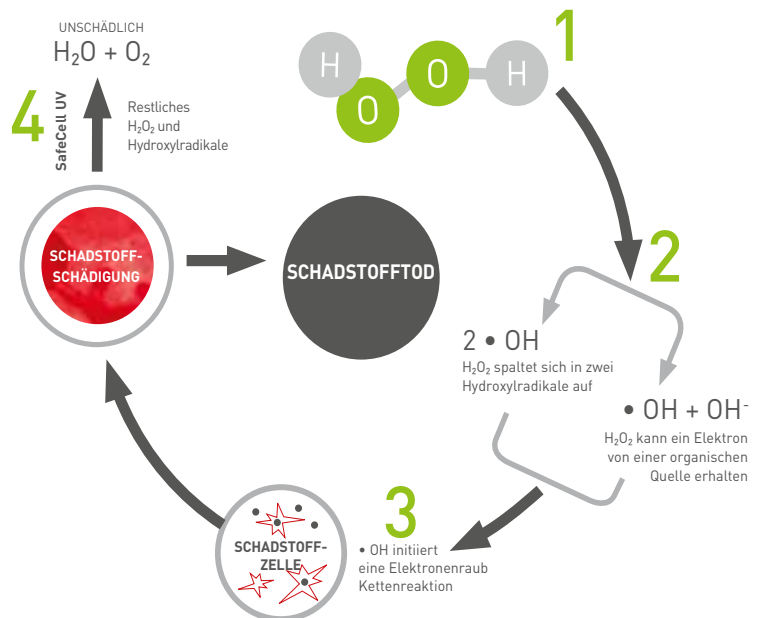 1
H
O
O
H
2
2 • OH
H₂O₂ spaltet sich in zwei
Hydroxylradikale auf
• OH + OH⁻
H₂O₂ kann ein Elektron
von einer organischen
Quelle erhalten
3
• OH initiiert
eine Elektronenraub
Kettenreaktion
SCHADSTOFF-
ZELLE
SCHADSTOFF-
SCHÄDIGUNG
SCHADSTOFFTOD
4
SafeCell UV
Restliches
H₂O₂ und
Hydroxylradikale
UNSCHÄDLICH
H₂O + O₂